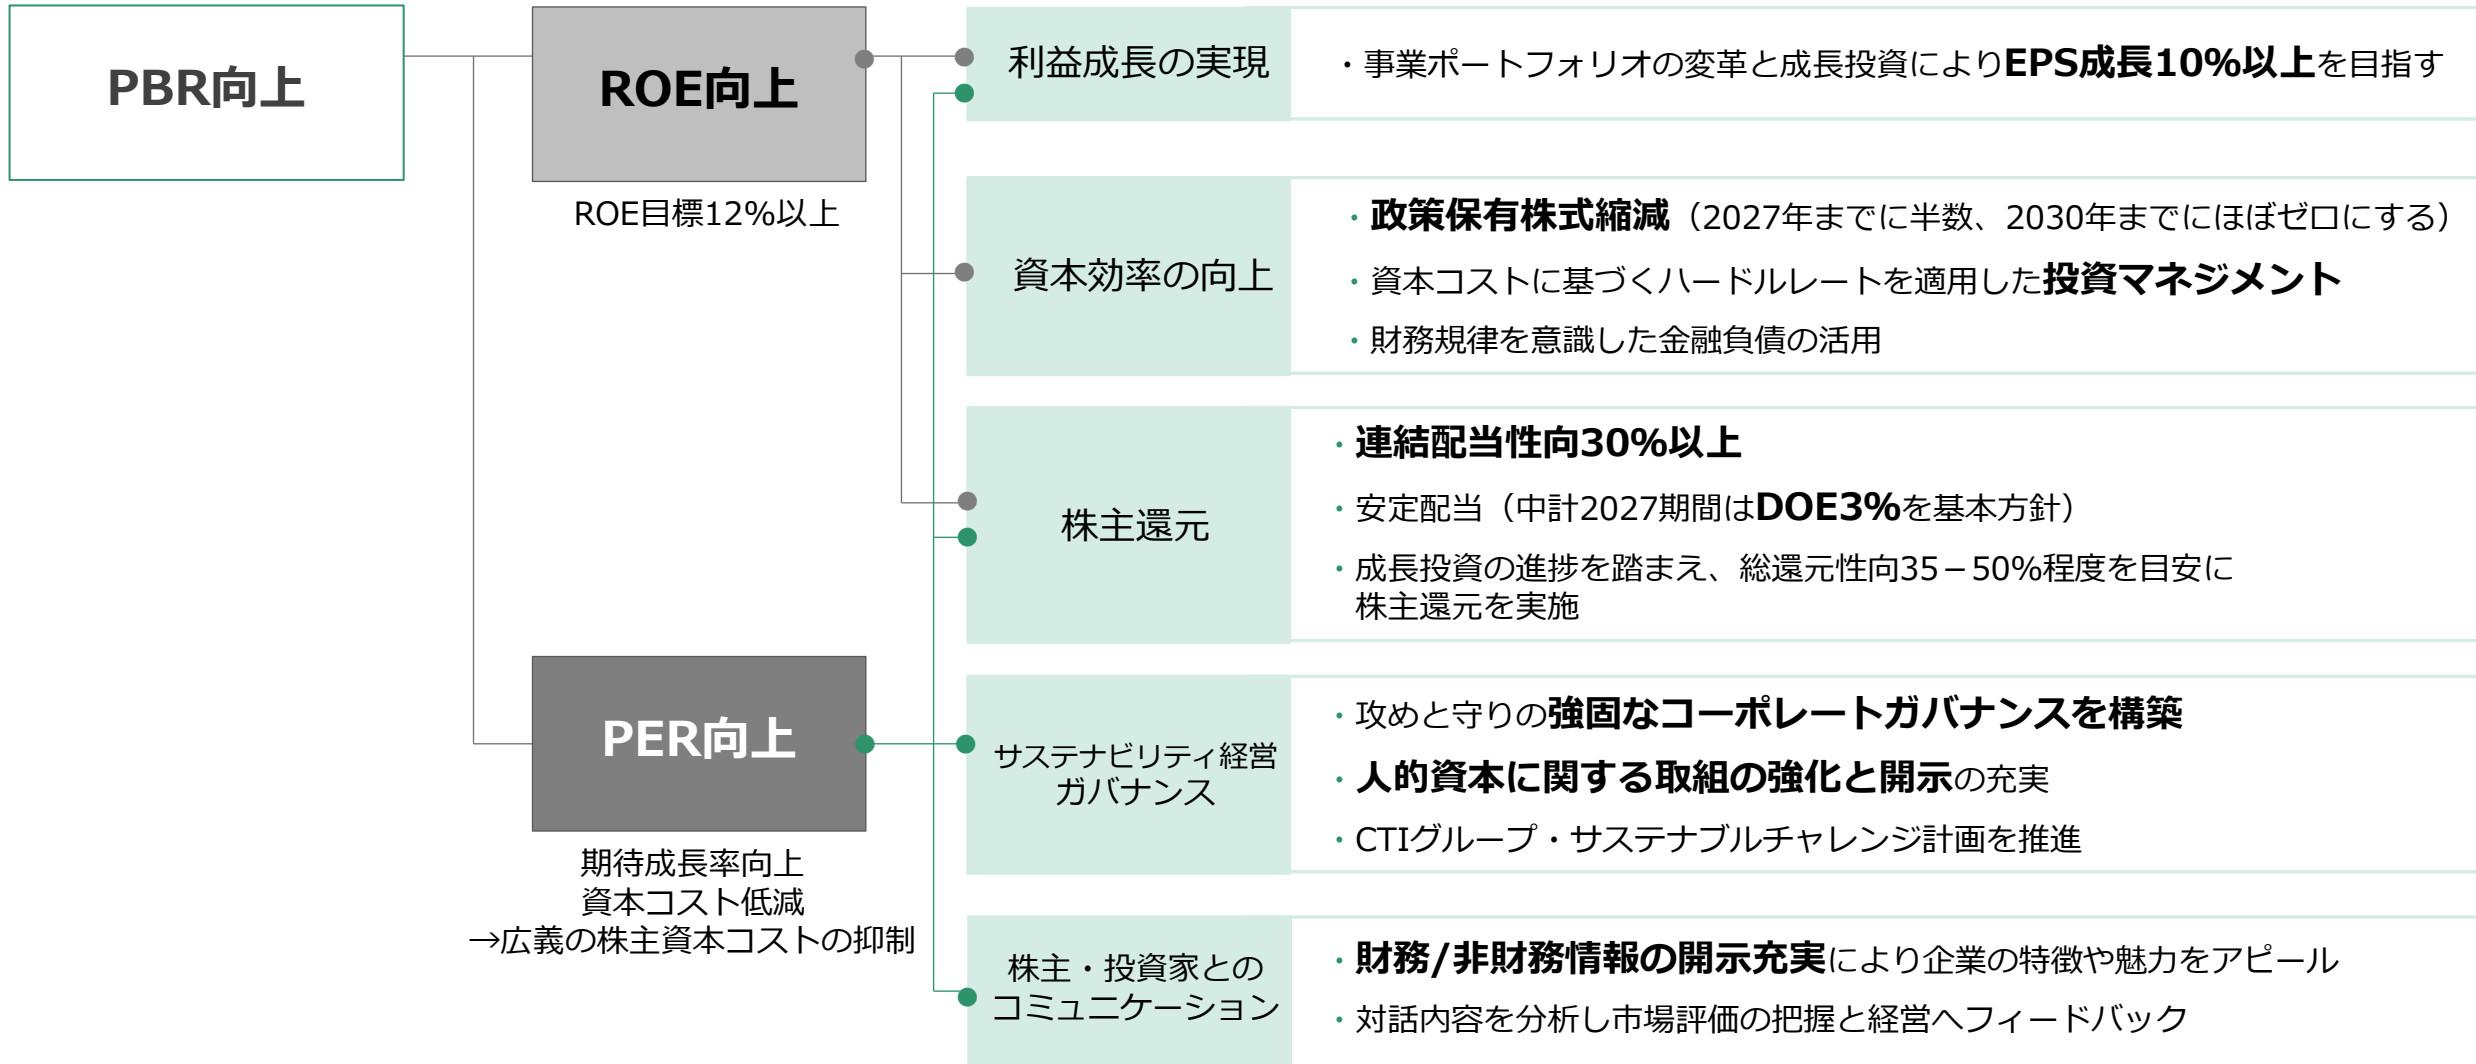 PBR向上
ROE向上
ROE目標12%以上
PER向上
期待成長率向上
資本コスト低減
→広義の株主資本コストの抑制
利益成長の実現
・事業ポートフォリオの変革と成長投資によりEPS成長10%以上を目指す
資本効率の向上
・政策保有株式縮減（2027年までに半数、2030年までにほぼゼロにする）
・資本コストに基づくハードルレートを適用した投資マネジメント
・財務規律を意識した金融負債の活用
株主還元
・連結配当性向30%以上
・安定配当（中計2027期間はDOE3%を基本方針）
・成長投資の進捗を踏まえ、総還元性向35－50%程度を目安に
株主還元を実施
サステナビリティ経営
ガバナンス
・攻めと守りの強固なコーポレートガバナンスを構築
・人的資本に関する取組の強化と開示の充実
・CTIグループ・サステナブルチャレンジ計画を推進
株主・投資家との
コミュニケーション
・財務/非財務情報の開示充実により企業の特徴や魅力をアピール
・対話内容を分析し市場評価の把握と経営へフィードバック